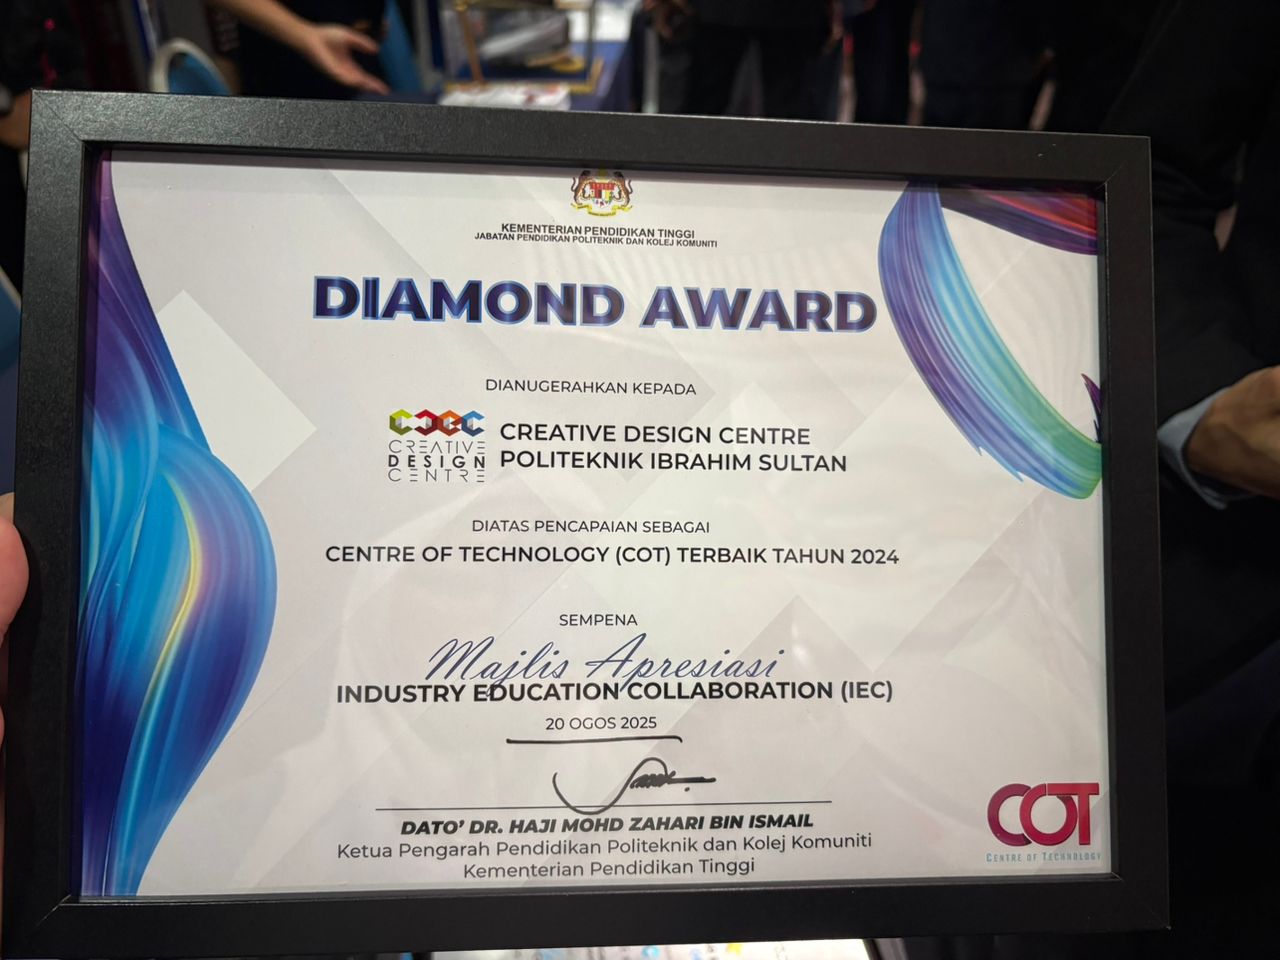 KEMENTERIAN PENDIDIKAN TINGGI
JABATAN PENDIDIKAN POLITEKNIK DAN KOLEJ KOMUNITI
DIAMOND AWARD
DIANUGERAHKAN KEPADA
CREATIVE
DESIGN
CENTRE
CREATIVE DESIGN CENTRE
POLITEKNIK IBRAHIM SULTAN
DIATAS PENCAPAIAN SEBAGAI
CENTRE OF TECHNOLOGY (COT) TERBAIK TAHUN 2024
SEMPENA
Majlis Apresiasi
INDUSTRY EDUCATION COLLABORATION (IEC)
20 OGOS 2025
DATO' DR. HAJI MOHD ZAHARI BIN ISMAIL
Ketua Pengarah Pendidikan Politeknik dan Kolej Komuniti
Kementerian Pendidikan Tinggi
COT
CENTRE OF TECHNOLOGY